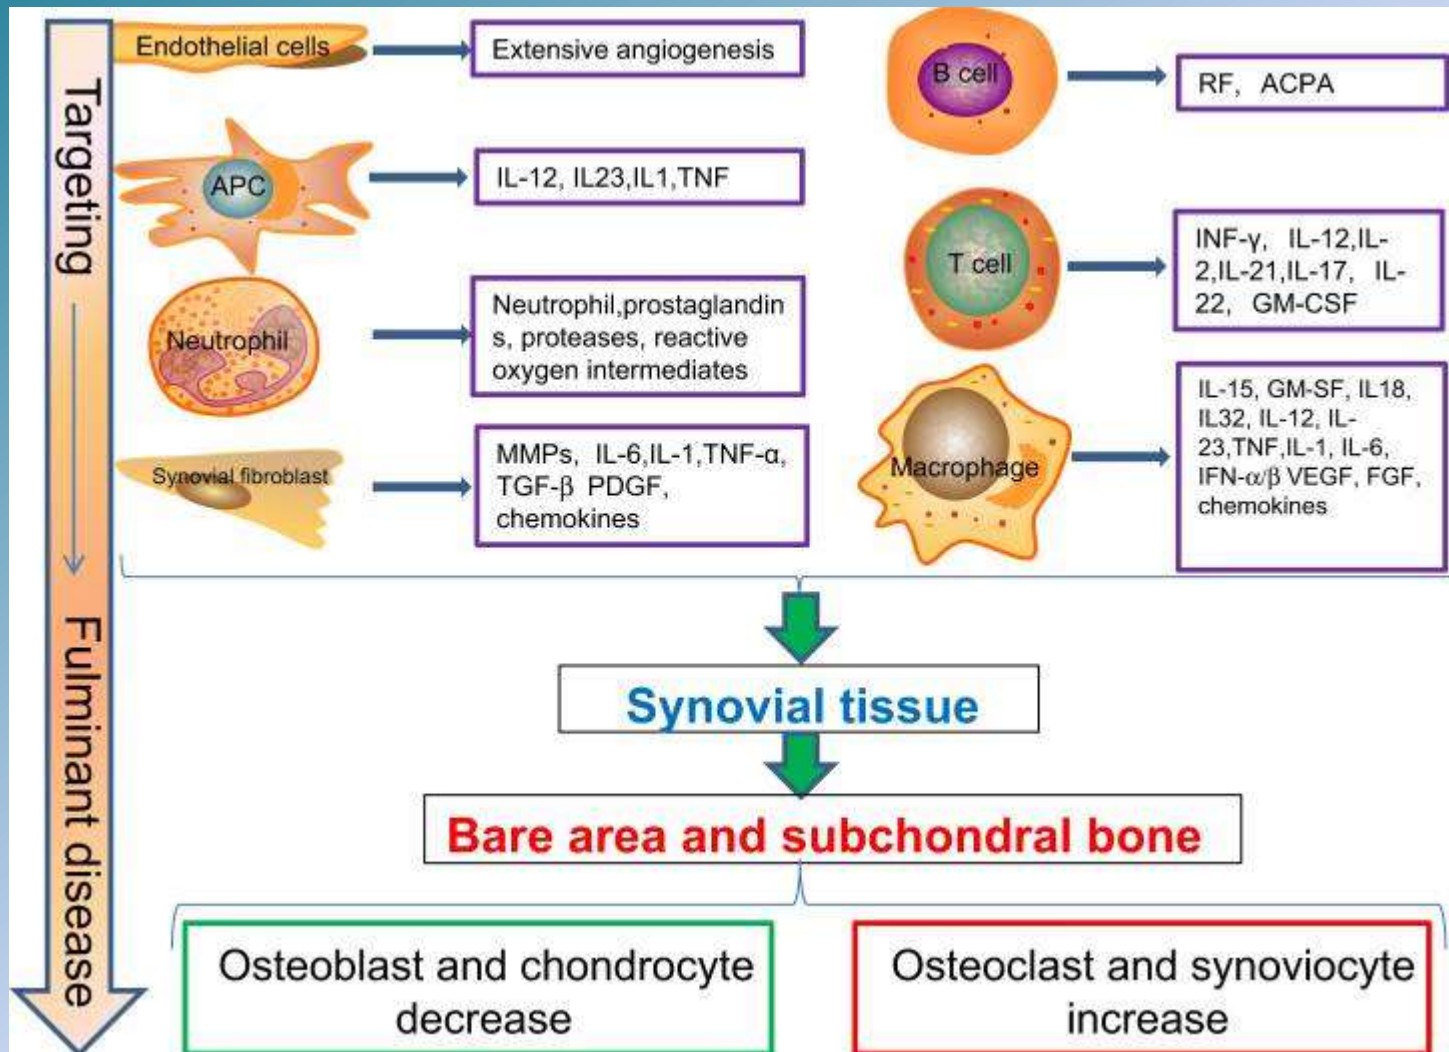 Targeting
Fulminant disease
Endothelial cells
Extensive angiogenesis
APC
IL-12, IL23,IL1,TNF
Neutrophil
Neutrophil,prostaglandin
s, proteases, reactive
oxygen intermediates
Synovial fibroblast
MMPs, IL-6,IL-1,TNF-α,
TGF-β PDGF,
chemokines
B cell
RF, ACPA
T cell
INF-γ, IL-12,IL-
2,IL-21,IL-17, IL-
22, GM-CSF
Macrophage
IL-15, GM-SF, IL18,
IL32, IL-12, IL-
23,TNF,IL-1, IL-6,
IFN-α/β VEGF, FGF,
chemokines
Synovial tissue
Bare area and subchondral bone
Osteoblast and chondrocyte
decrease
Osteoclast and synoviocyte
increase